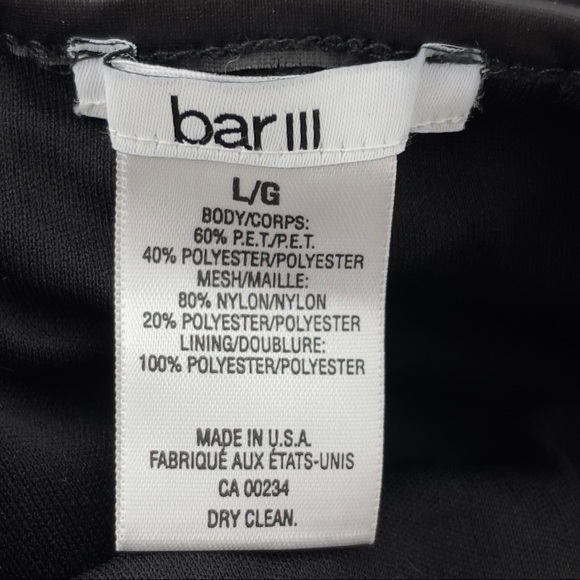 bar III
L/G
BODY/CORPS:
60% P.E.T./P.E.T.
40% POLYESTER/POLYESTER
MESH/MAILLE:
80% NYLON/NYLON
20% POLYESTER/POLYESTER
LINING/DOUBLURE:
100% POLYESTER/POLYESTER
MADE IN U.S.A.
FABRIQUÉ AUX ÉTATS-UNIS
CA 00234
DRY CLEAN.